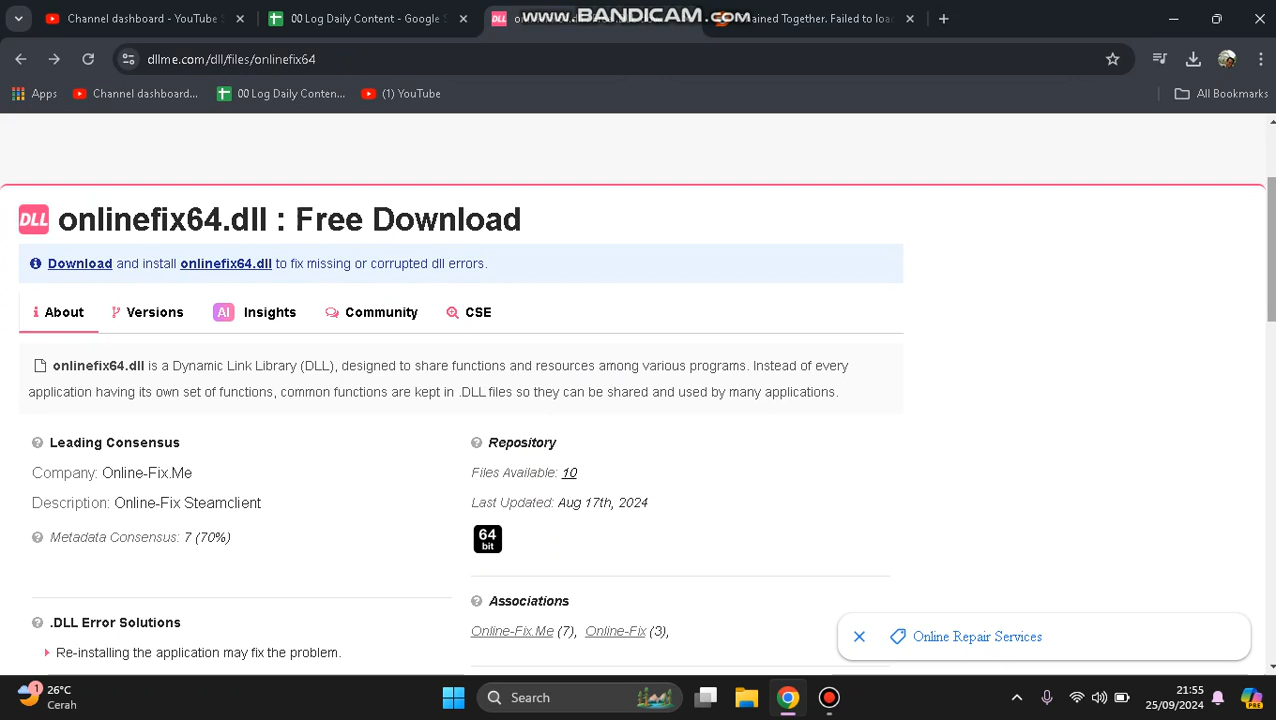 www.BANDICAM.com
Channel dashboard - YouTube
00 Log Daily Content - Google S
ained Together. Failed to loa
dllme.com/dll/files/onlinefix64
Apps
Channel dashboard...
00 Log Daily Conten...
(1) YouTube
All Bookmarks
DLL onlinefix64.dll : Free Download
Download and install onlinefix64.dll to fix missing or corrupted dll errors.
About
Versions
AI Insights
Community
CSE
onlinefix64.dll is a Dynamic Link Library (DLL), designed to share functions and resources among various programs. Instead of every
application having its own set of functions, common functions are kept in .DLL files so they can be shared and used by many applications.
Leading Consensus
Company: Online-Fix.Me
Description: Online-Fix Steamclient
Metadata Consensus: 7 (70%)
Repository
Files Available: 10
Last Updated: Aug 17th, 2024
64
bit
Associations
Online-Fix.Me (7), Online-Fix (3),
.DLL Error Solutions
Re-installing the application may fix the problem.
Online Repair Services
1
26°C
Cerah
Search
21:55
25/09/2024
PRE